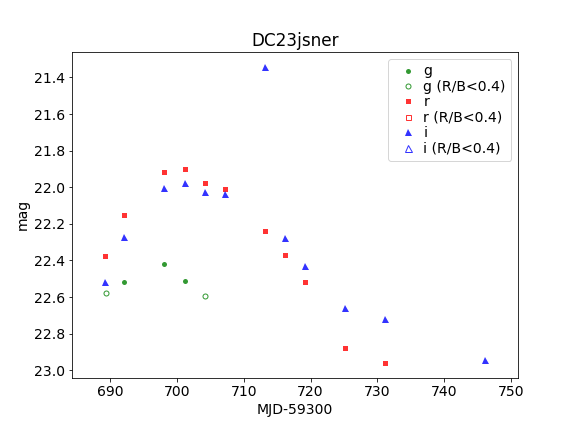 DC23jsner
g
g (R/B<0.4)
r
r (R/B<0.4)
i
i (R/B<0.4)
mag
21.4
21.6
21.8
22.0
22.2
22.4
22.6
22.8
23.0
690 700 710 720 730 740 750
MJD-59300